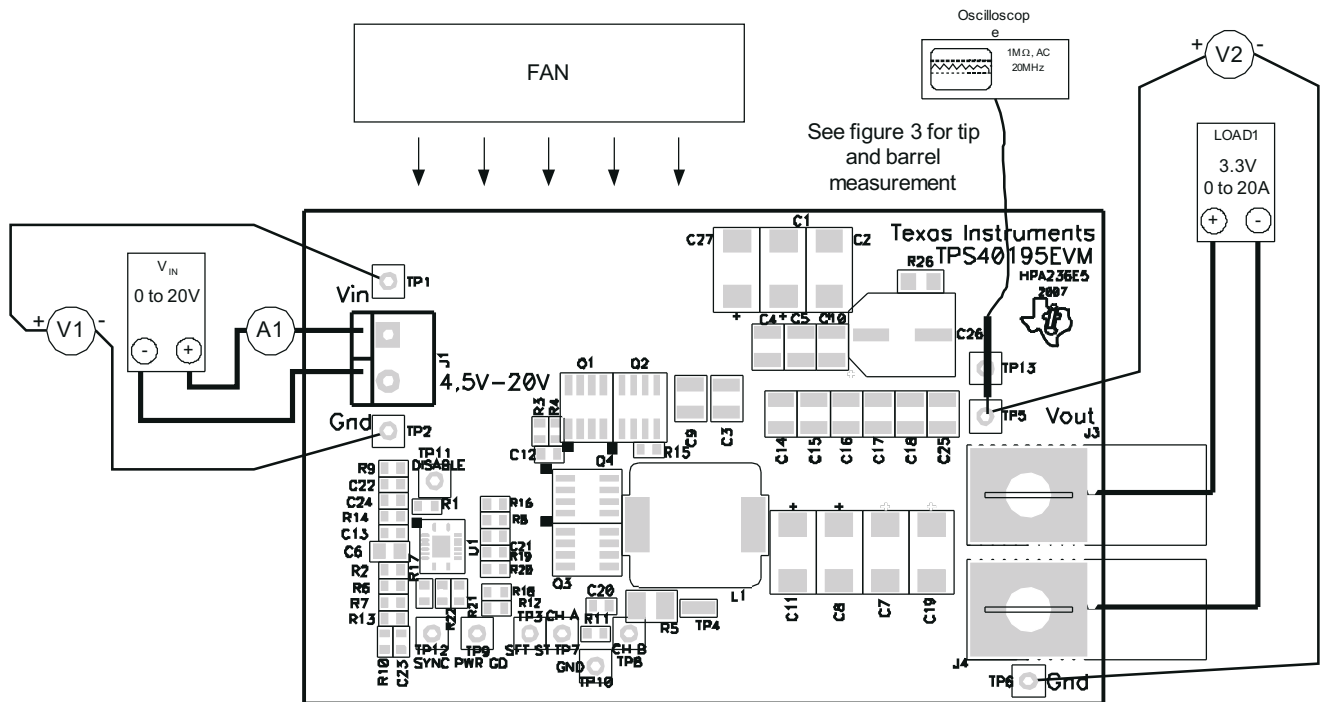 Oscilloscop
e
1MΩ, AC
20MHz
FAN
+ V2 -
See figure 3 for tip
and barrel
measurement
LOAD1
3.3V
0 to 20A
+ -
C1
C27
C2
Texas Instruments
TPS40195EVM
HPA236E5
2007
R26
V IN
0 to 20V
- +
+ V1 -
A1
TP1
Vin
J1
4,5V-20V
Gnd
TP2
+ + +
C4
C5
C10
C26
TP13
TP5
Vout
J3
Q1
Q2
R3
R4
C9
C3
C12
R15
C14
C15
C16
C17
C18
C25
TP11
DISABLE
Q4
R9
C22
C24
R14
C13
C6
R2
R6
R7
R13
R1
R17
U1
R16
R8
C21
R19
R20
R18
R12
R22
R21
Q3
L1
C20
R5
TP4
+ + + +
C11
C8
C7
C19
R10
C23
TP12
SYNC
TP9
PWR GD
TP3
SFT ST
CH A
TP7
R11
GND
TP10
CH B
TP8
J4
TP6
Gnd